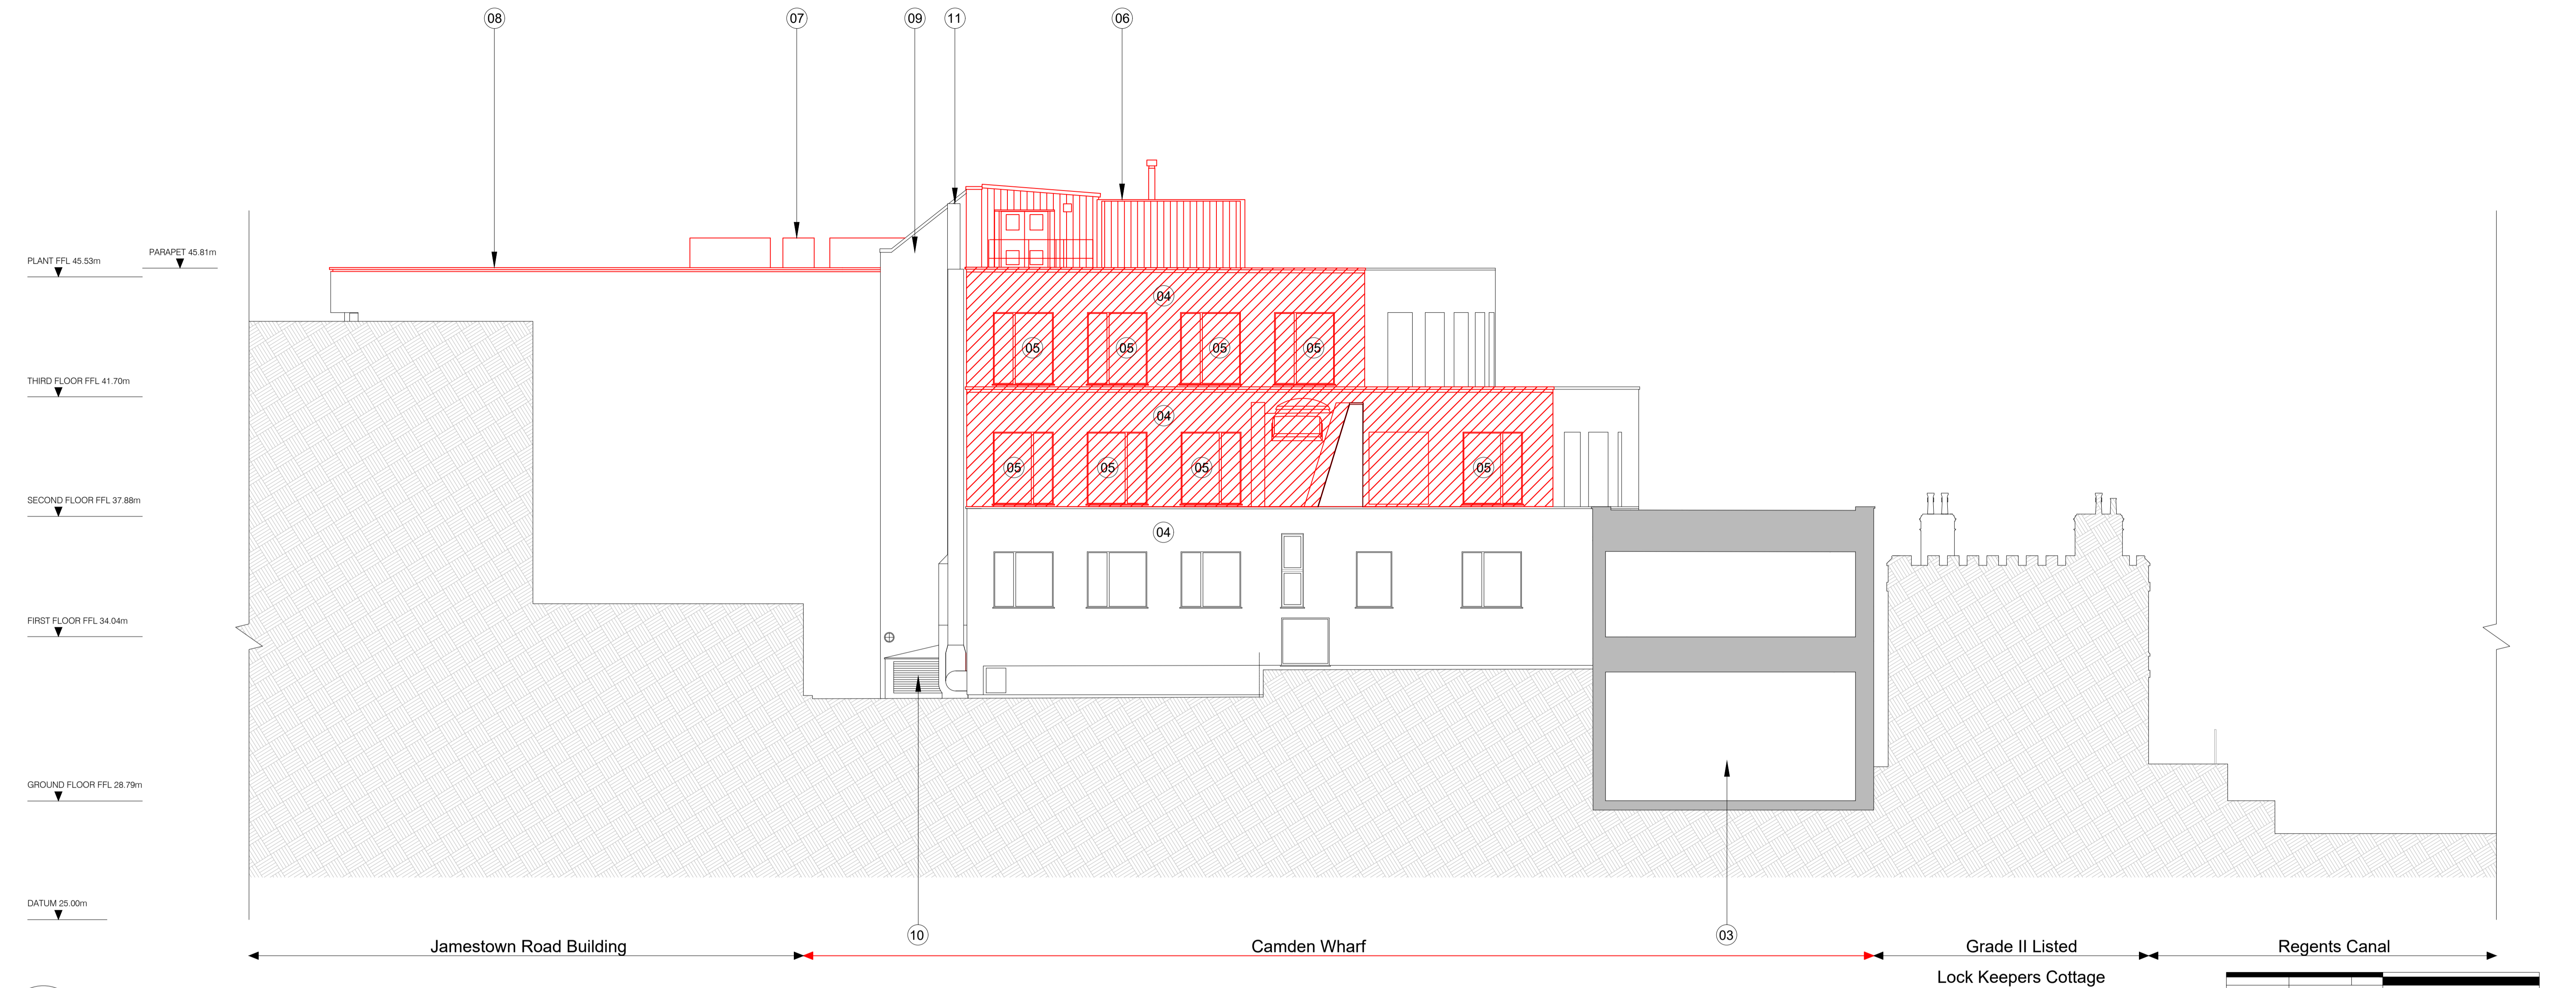 08
07
09
11
06
PARAPET 45.81m
PLANT FFL 45.53m
04
05
05
05
05
THIRD FLOOR FFL 41.70m
04
05
05
05
05
SECOND FLOOR FFL 37.88m
04
FIRST FLOOR FFL 34.04m
GROUND FLOOR FFL 28.79m
DATUM 25.00m
10
03
Jamestown Road Building
Camden Wharf
Grade II Listed
Regents Canal
Lock Keepers Cottage